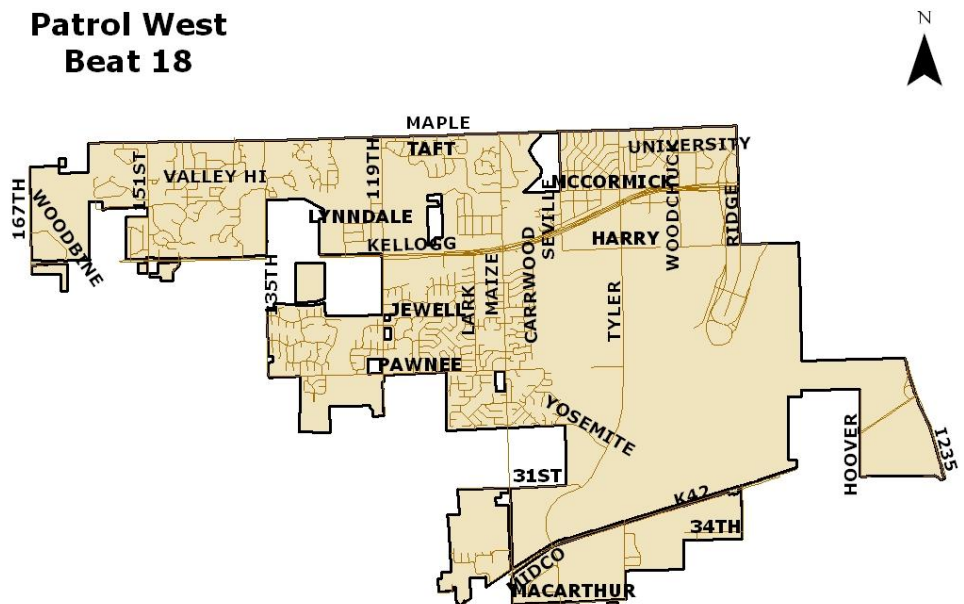 Patrol West
Beat 18
N
MAPLE
TAFT
UNIVERSITY
119TH
151ST
VALLEY HI
MCCORMICK
WOODCHUCK
167TH
WOODBINE
LYNNDALE
SEVILLE
RIDGE
KELLOGG
HARRY
135TH
LARK
MAIZE
CARRWOOD
TYLER
JEWELL
PAWNEE
YOSEMITE
HOOVER
I235
31ST
K42
34TH
MIDCO
MACARTHUR